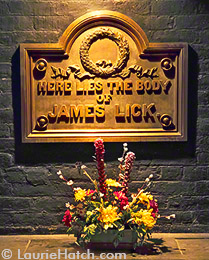 HERE LIES THE BODY
OF
JAMES LICK
© LaurieHatch.com